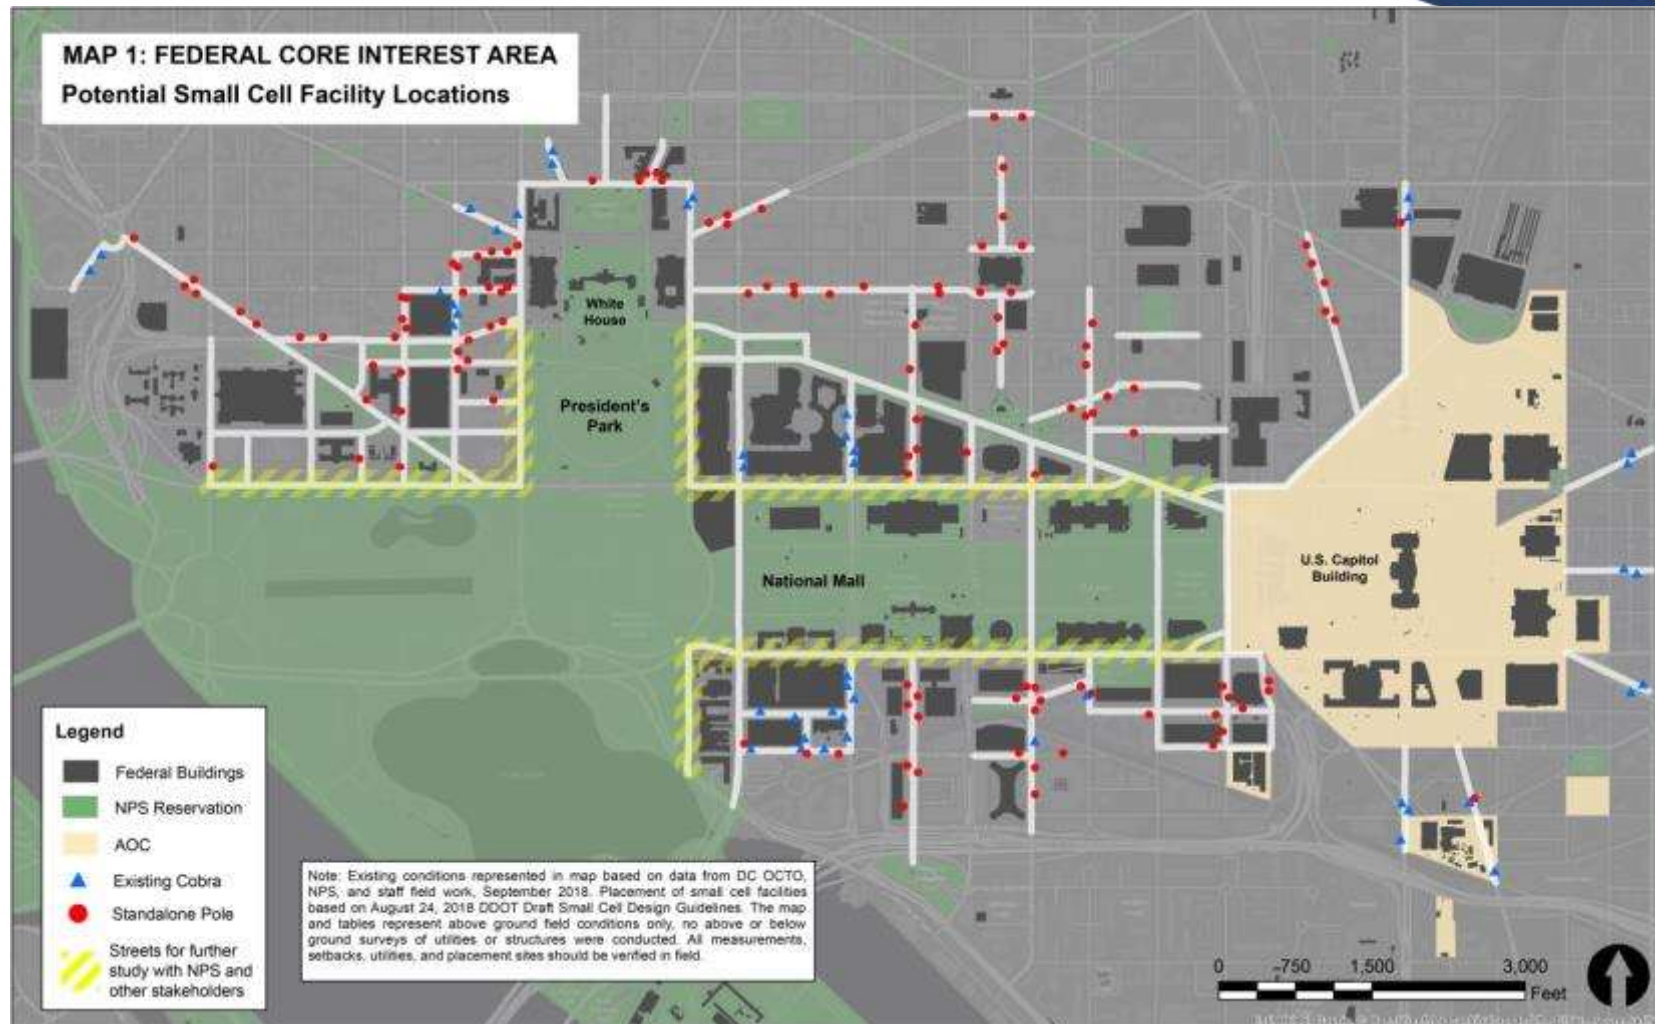 MAP 1: FEDERAL CORE INTEREST AREA
Potential Small Cell Facility Locations
White
House
President's
Park
National Mall
U.S. Capitol
Building
Legend
Federal Buildings
NPS Reservation
AOC
Existing Cobra
Standalone Pole
Streets for further
study with NPS and
other stakeholders
Note: Existing conditions represented in map based on data from DC OCTO,
NPS, and staff field work, September 2018. Placement of small cell facilities
based on August 24, 2018 DDOT Draft Small Cell Design Guidelines. The map
and tables represent above ground field conditions only, no above or below
ground surveys of utilities or structures were conducted. All measurements,
setbacks, utilities, and placement sites should be verified in field.
0 750 1,500 3,000
Feet